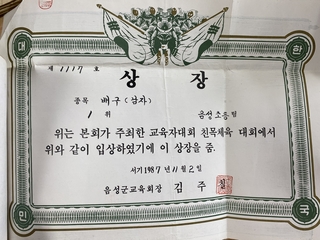 대 한
제 1117 호
상 장
종목 배구 (남자)
1 위 음성 초등 팀
위는 본회가 주최한 교육자대회 친목체육 대회에서
위와 같이 입상하였기에 이 상장을 줌.
서기 1987 년 11 월 2 일
음성군교육회장 김 주
민 국